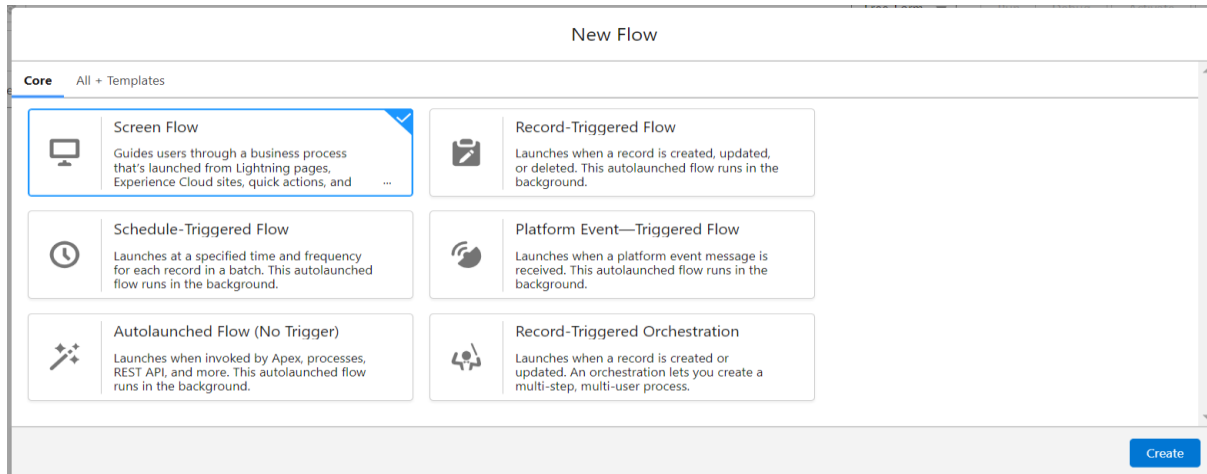 New Flow
Core All + Templates
Screen Flow
Guides users through a business process
that's launched from Lightning pages,
Experience Cloud sites, quick actions, and ...
Record-Triggered Flow
Launches when a record is created, updated,
or deleted. This autolaunched flow runs in the
background.
Schedule-Triggered Flow
Launches at a specified time and frequency
for each record in a batch. This autolaunched
flow runs in the background.
Platform Event—Triggered Flow
Launches when a platform event message is
received. This autolaunched flow runs in the
background.
Autolaunched Flow (No Trigger)
Launches when invoked by Apex, processes,
REST API, and more. This autolaunched flow
runs in the background.
Record-Triggered Orchestration
Launches when a record is created or
updated. An orchestration lets you create a
multi-step, multi-user process.
Create